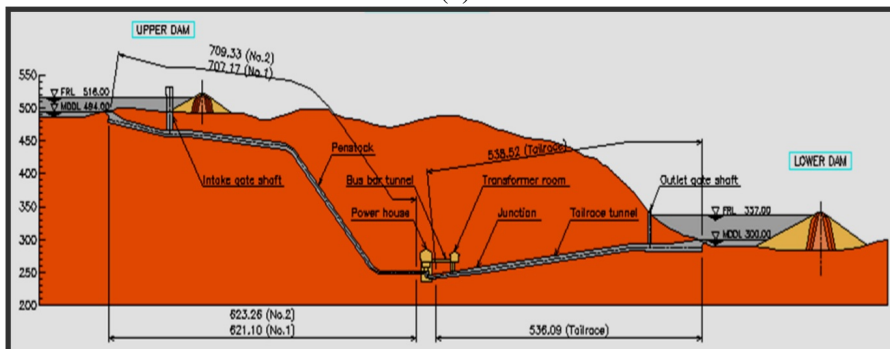 UPPER DAM
709.33 (No.2)
707.17 (No.1)
550
FRL 516.00
500
MDDL 484.00
450
Penstock
538.52 (Tailrace)
400
LOWER DAM
Intake gate shaft
Bus bar tunnel
Transformer room
Outlet gate shaft
350
Power house
Junction
Tailrace tunnel
FRL 337.00
300
MDDL 300.00
250
200
623.26 (No.2)
621.10 (No.1)
536.09 (Tailrace)